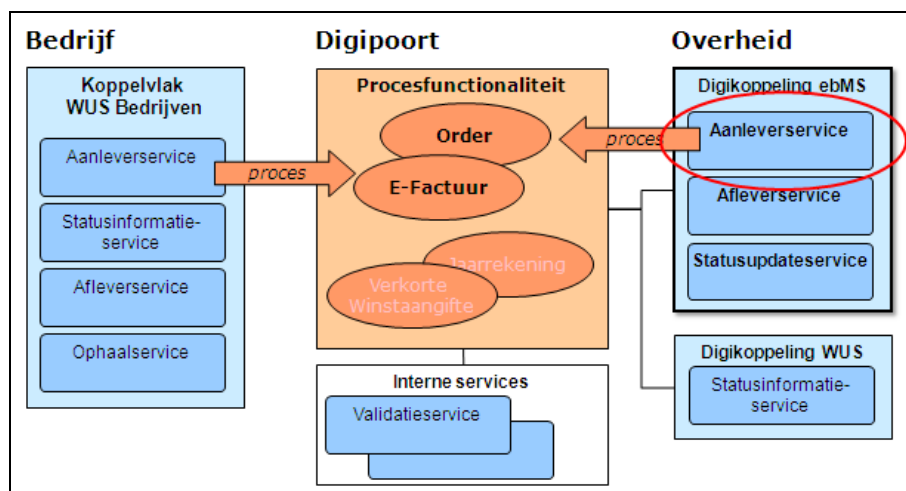 Bedrijf
Digipoort
Overheid
Koppelvlak
WUS Bedrijven
Aanleverservice
Statusinformatie-
service
Afleverservice
Ophaalservice
proces
Procesfunctionaliteit
Order
E-Factuur
Jaarrekening
Verkorte
Winstaangifte
Interne services
Validatieservice
proces
Digikoppeling ebMS
Aanleverservice
Afleverservice
Statusupdateservice
Digikoppeling WUS
Statusinformatie-
service